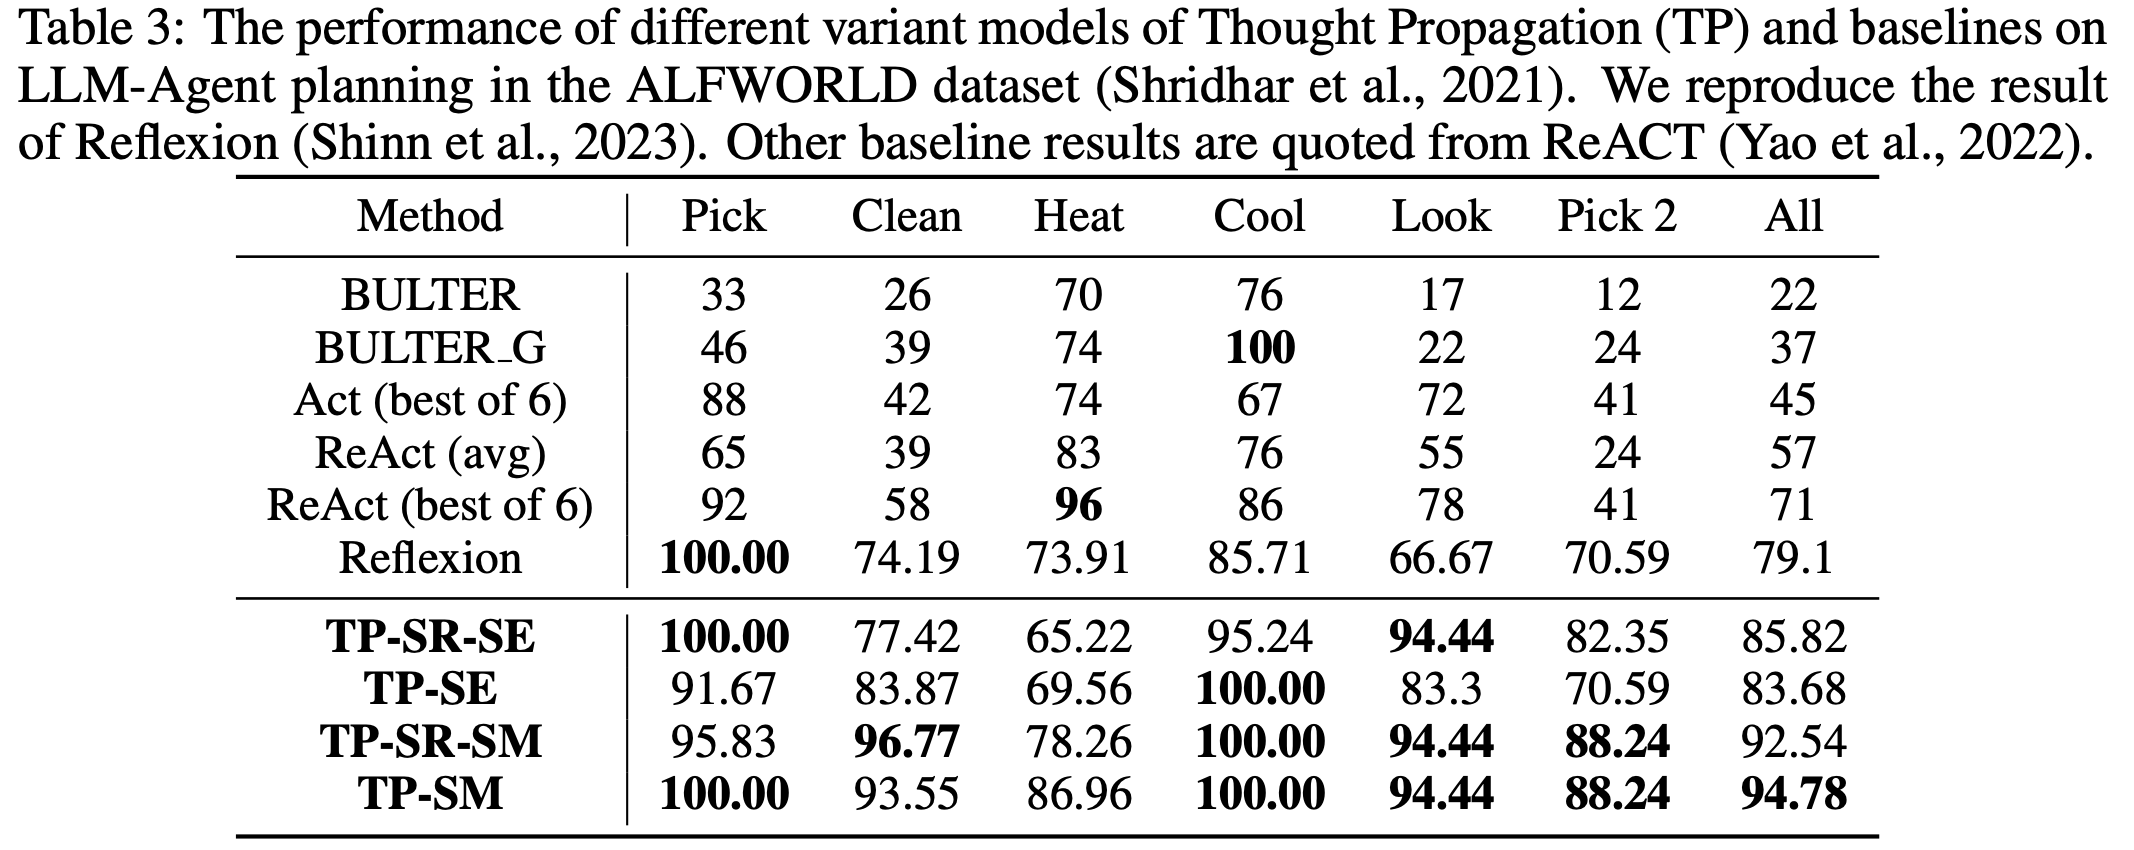 Table 3: The performance of different variant models of Thought Propagation (TP) and baselines on
LLM-Agent planning in the ALFWORLD dataset (Shridhar et al., 2021). We reproduce the result
of Reflexion (Shinn et al., 2023). Other baseline results are quoted from ReACT (Yao et al., 2022).
Method Pick Clean Heat Cool Look Pick 2 All
BULTER 33 26 70 76 17 12 22
BULTER_G 46 39 74 100 22 24 37
Act (best of 6) 88 42 74 67 72 41 45
ReAct (avg) 65 39 83 76 55 24 57
ReAct (best of 6) 92 58 96 86 78 41 71
Reflexion 100.00 74.19 73.91 85.71 66.67 70.59 79.1
TP-SR-SE 100.00 77.42 65.22 95.24 94.44 82.35 85.82
TP-SE 91.67 83.87 69.56 100.00 83.3 70.59 83.68
TP-SR-SM 95.83 96.77 78.26 100.00 94.44 88.24 92.54
TP-SM 100.00 93.55 86.96 100.00 94.44 88.24 94.78